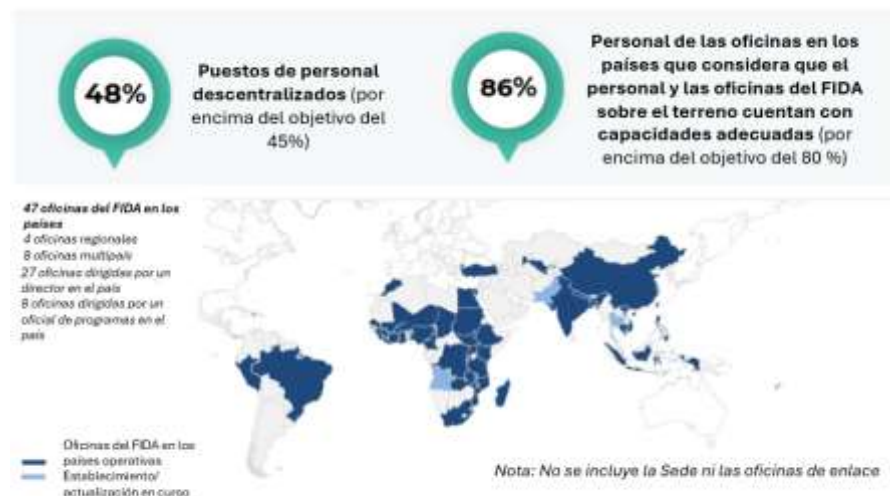 48%
Puestos de personal
descentralizados (por
encima del objetivo del
45%)
86%
Personal de las oficinas en los
países que considera que el
personal y las oficinas del FIDA
sobre el terreno cuentan con
capacidades adecuadas (por
encima del objetivo del 80 %)
47 oficinas del FIDA en los
países
4 oficinas regionales
8 oficinas multipaís
27 oficinas dirigidas por un
director en el país
8 oficinas dirigidas por un
oficial de programas en el
país
Oficinas del FIDA en los
países operativas
Establecimiento/
actualización en curso
Nota: No se incluye la Sede ni las oficinas de enlace